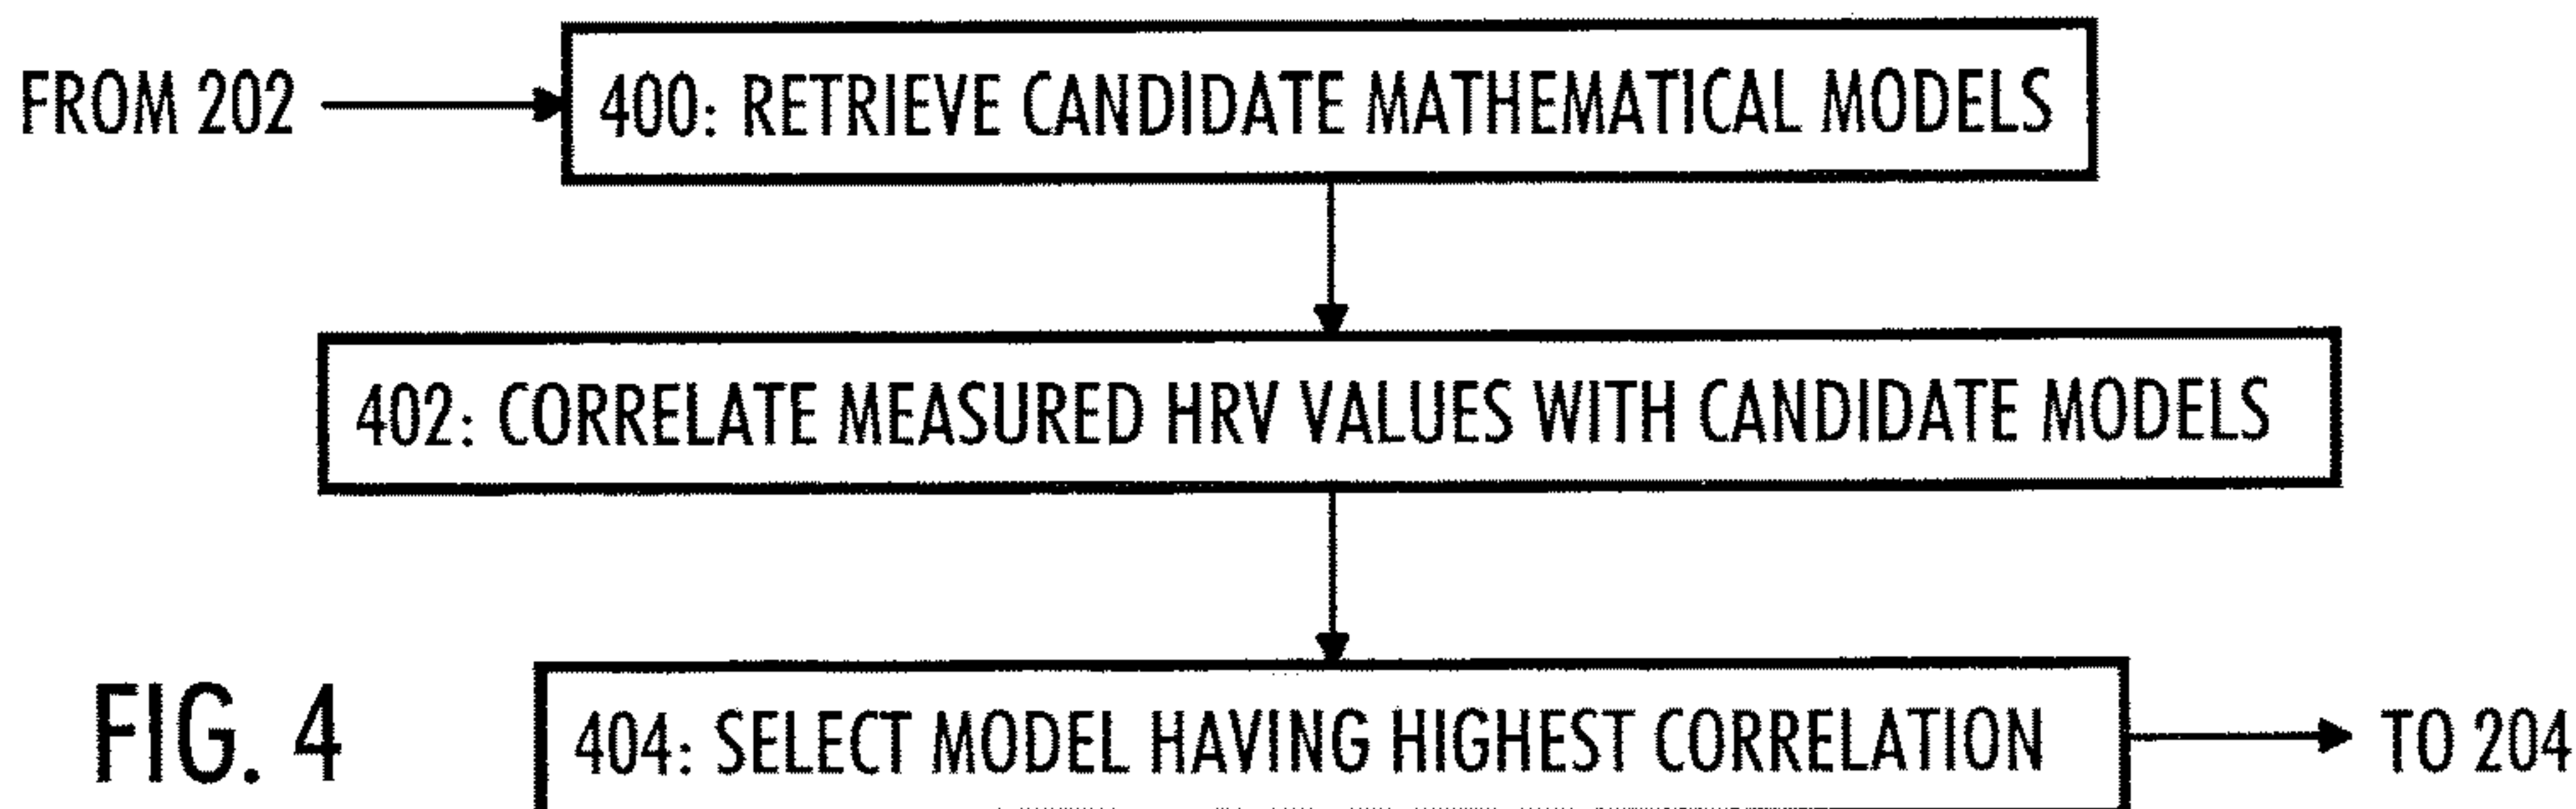 FROM 202
400: RETRIEVE CANDIDATE MATHEMATICAL MODELS
402: CORRELATE MEASURED HRV VALUES WITH CANDIDATE MODELS
FIG. 4
404: SELECT MODEL HAVING HIGHEST CORRELATION
TO 204